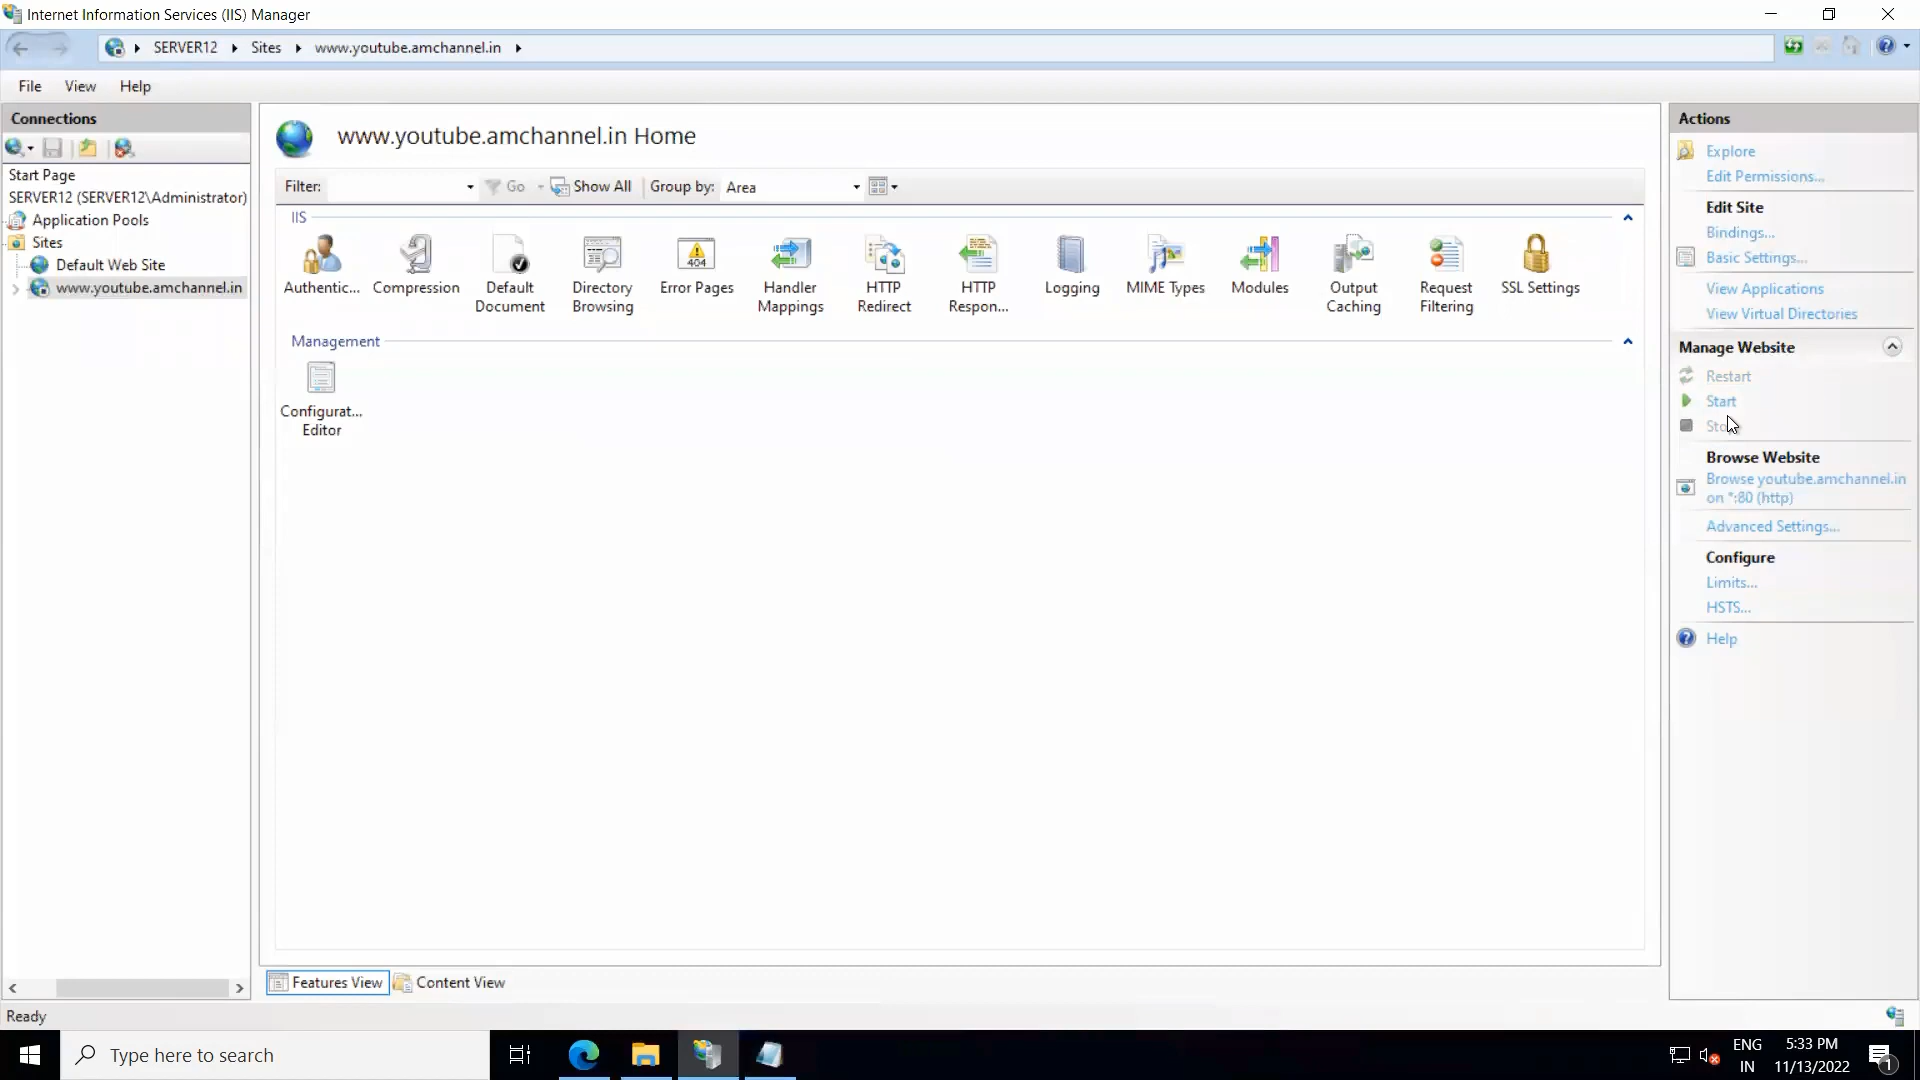 Internet Information Services (IIS) Manager
SERVER12
Sites
www.youtube.amchannel.in
File
View
Help
Connections
Start Page
SERVER12 (SERVER12\Administrator)
Application Pools
Sites
Default Web Site
www.youtube.amchannel.in
www.youtube.amchannel.in Home
Filter:
Go
Show All
Group by:
Area
IIS
Authentic...
Compression
Default
Document
Directory
Browsing
404
Error Pages
Handler
Mappings
HTTP
Redirect
HTTP
Respon...
Logging
MIME Types
Modules
Output
Caching
Request
Filtering
SSL Settings
Management
Configurat...
Editor
Features View
Content View
Actions
Explore
Edit Permissions...
Edit Site
Bindings...
Basic Settings...
View Applications
View Virtual Directories
Manage Website
Restart
Start
Browse Website
Browse youtube.amchannel.in
on *:80 (http)
Advanced Settings...
Configure
Limits...
HSTS...
Help
Ready
Type here to search
ENG
IN
5:33 PM
11/13/2022
1